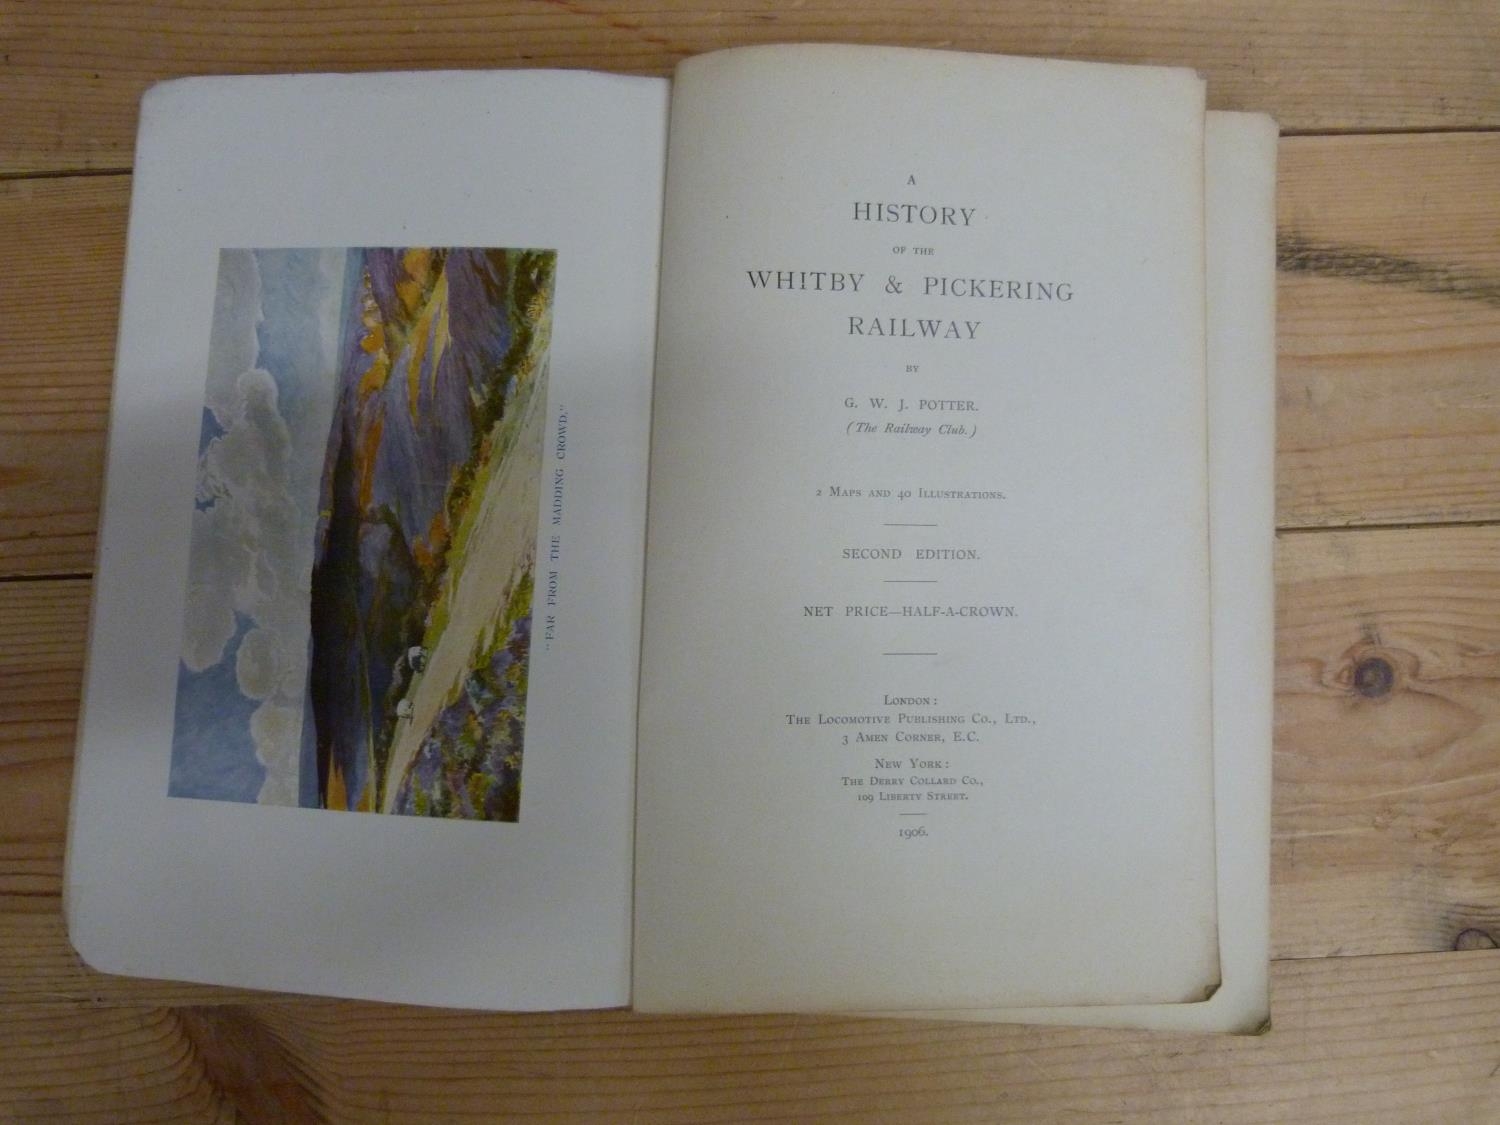 "FAR FROM THE MADDING CROWD."
A
HISTORY
OF THE
WHITBY & PICKERING
RAILWAY
BY
G. W. J. POTTER.
(The Railway Club.)
2 MAPS AND 40 ILLUSTRATIONS.
SECOND EDITION.
NET PRICE—HALF-A-CROWN.
LONDON:
THE LOCOMOTIVE PUBLISHING CO., LTD.,
3 AMEN CORNER, E.C.
NEW YORK:
THE DERRY COLLARD CO.,
109 LIBERTY STREET.
1906.